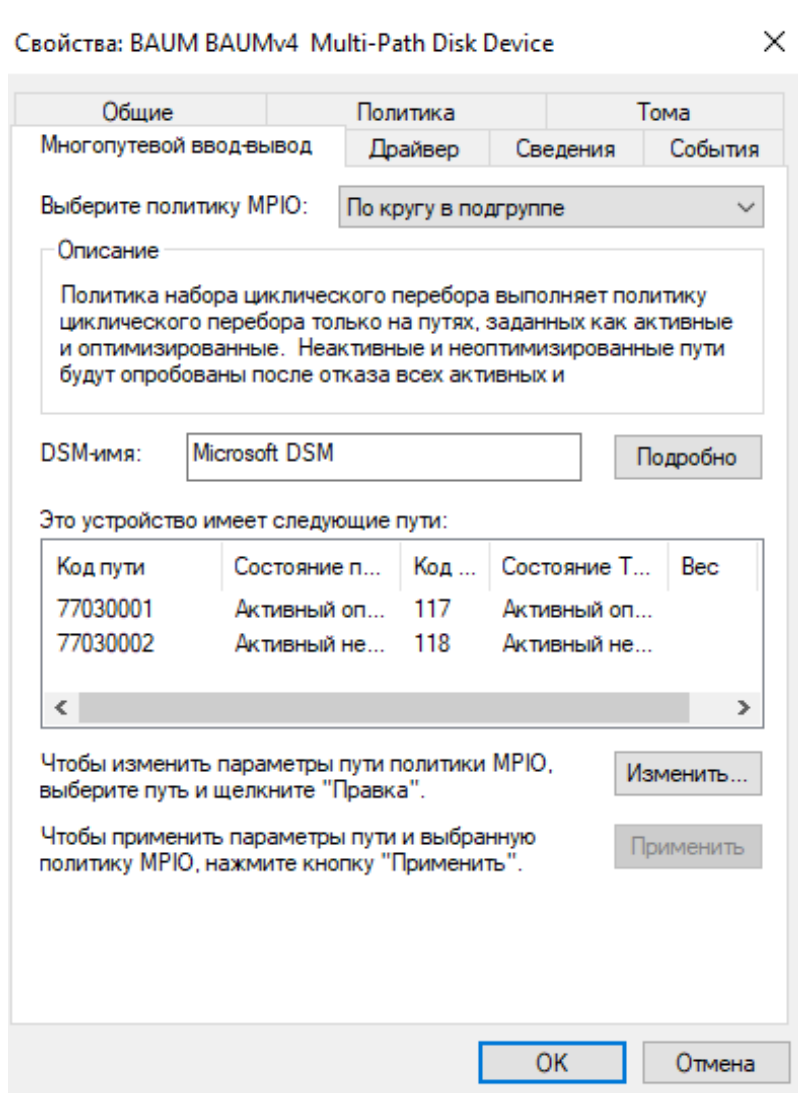 Свойства: BAUM BAUMv4 Multi-Path Disk Device
Общие Политика Тома
Многопутевой ввод-вывод Драйвер Сведения События
Выберите политику MPIO: По кругу в подгруппе
Описание
Политика набора циклического перебора выполняет политику
циклического перебора только на путях, заданных как активные
и оптимизированные. Неактивные и неоптимизированные пути
будут опробованы после отказа всех активных и
DSM-имя: Microsoft DSM Подробно
Это устройство имеет следующие пути:
Код пути Состояние п... Код ... Состояние Т... Вес
77030001 Активный оп... 117 Активный оп...
77030002 Активный не... 118 Активный не...
Чтобы изменить параметры пути политики MPIO,
выберите путь и щелкните "Правка".
Изменить...
Чтобы применить параметры пути и выбранную
политику MPIO, нажмите кнопку "Применить".
Применить
OK Отмена